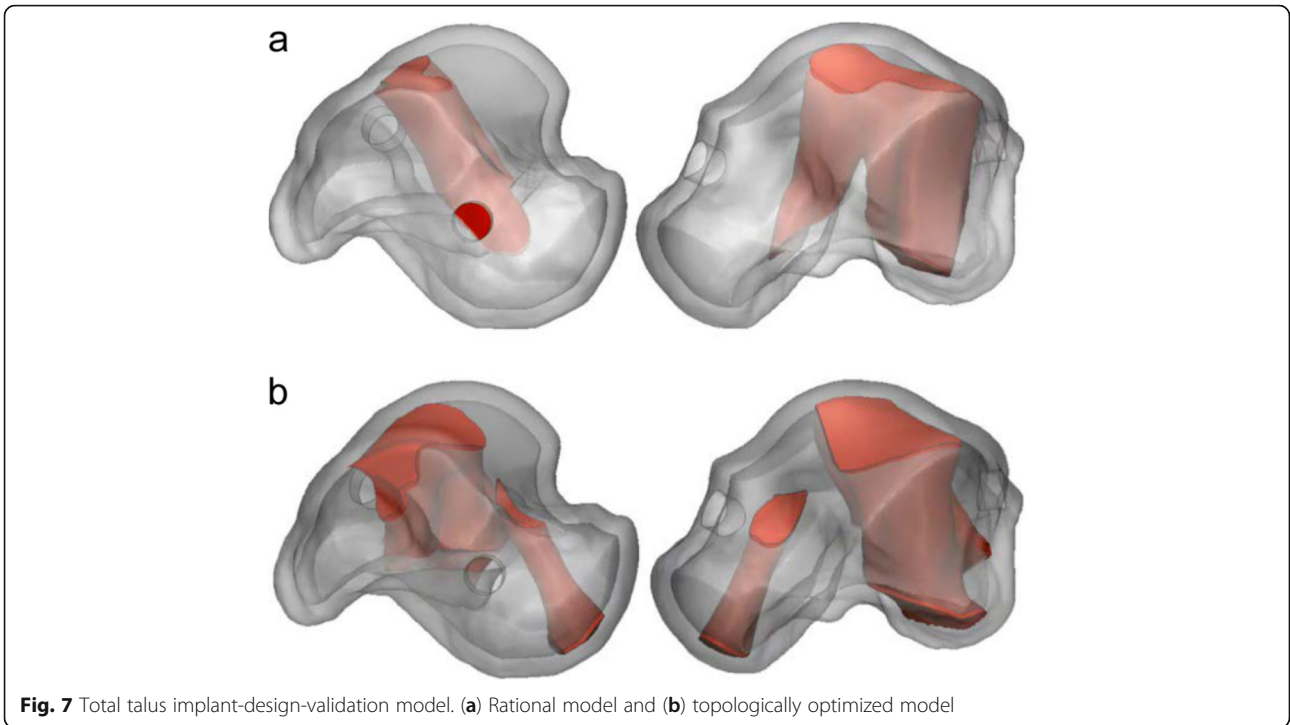 a
b
Fig. 7 Total talus implant-design-validation model. (a) Rational model and (b) topologically optimized model